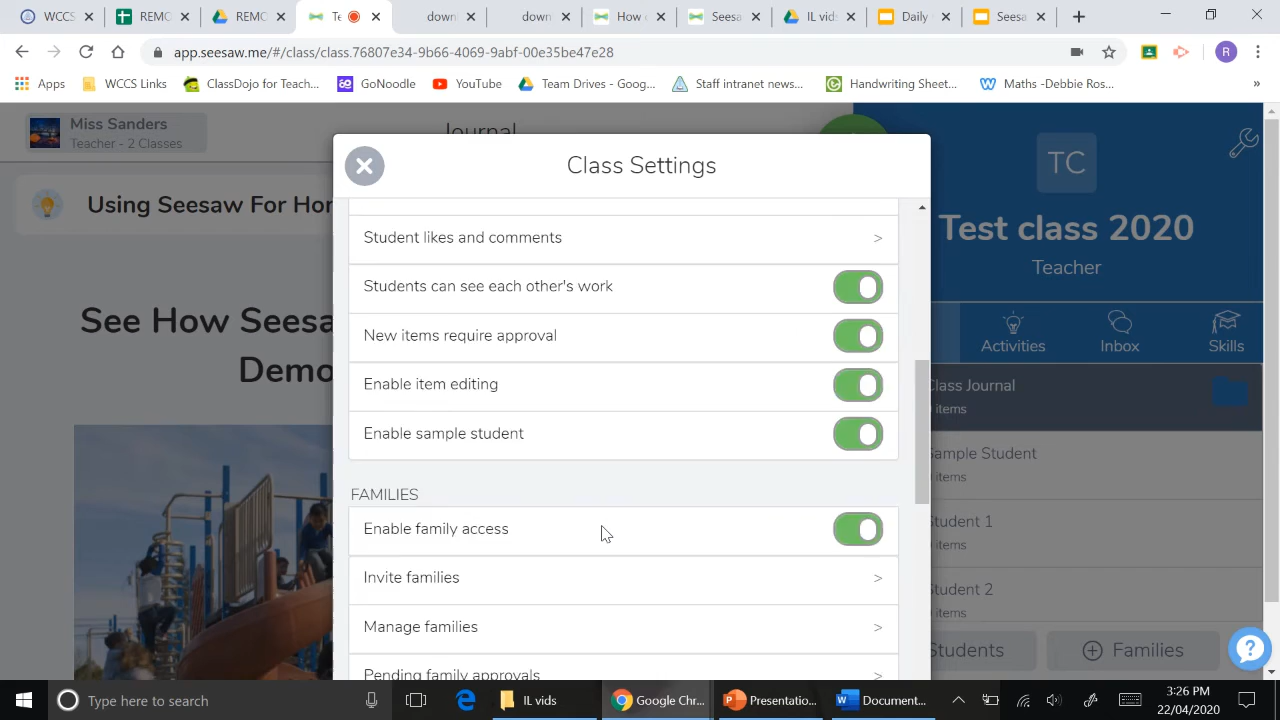 WCCS
REMC
REMC
Te
down
down
How c
Seesa
IL vids
Daily
Seesa
app.seesaw.me/#/class/class.76807e34-9b66-4069-9abf-00e35be47e28
R
Apps
WCCS Links
ClassDojo for Teach...
GoNoodle
YouTube
Team Drives - Goog...
Staff intranet news...
Handwriting Sheet...
Maths -Debbie Ros...
»
Miss Sanders
Teacher - 2 Classes
Journal
Using Seesaw For Hor
See How Seesa
Demo
Class Settings
Student likes and comments >
Students can see each other's work
New items require approval
Enable item editing
Enable sample student
FAMILIES
Enable family access
Invite families >
Manage families >
Pending family approvals >
TC
Test class 2020
Teacher
Activities
Inbox
Skills
Class Journal
items
Sample Student
items
Student 1
items
Student 2
items
Students
Families
?
Type here to search
IL vids
Google Chr...
Presentatio...
Document...
3:26 PM
22/04/2020